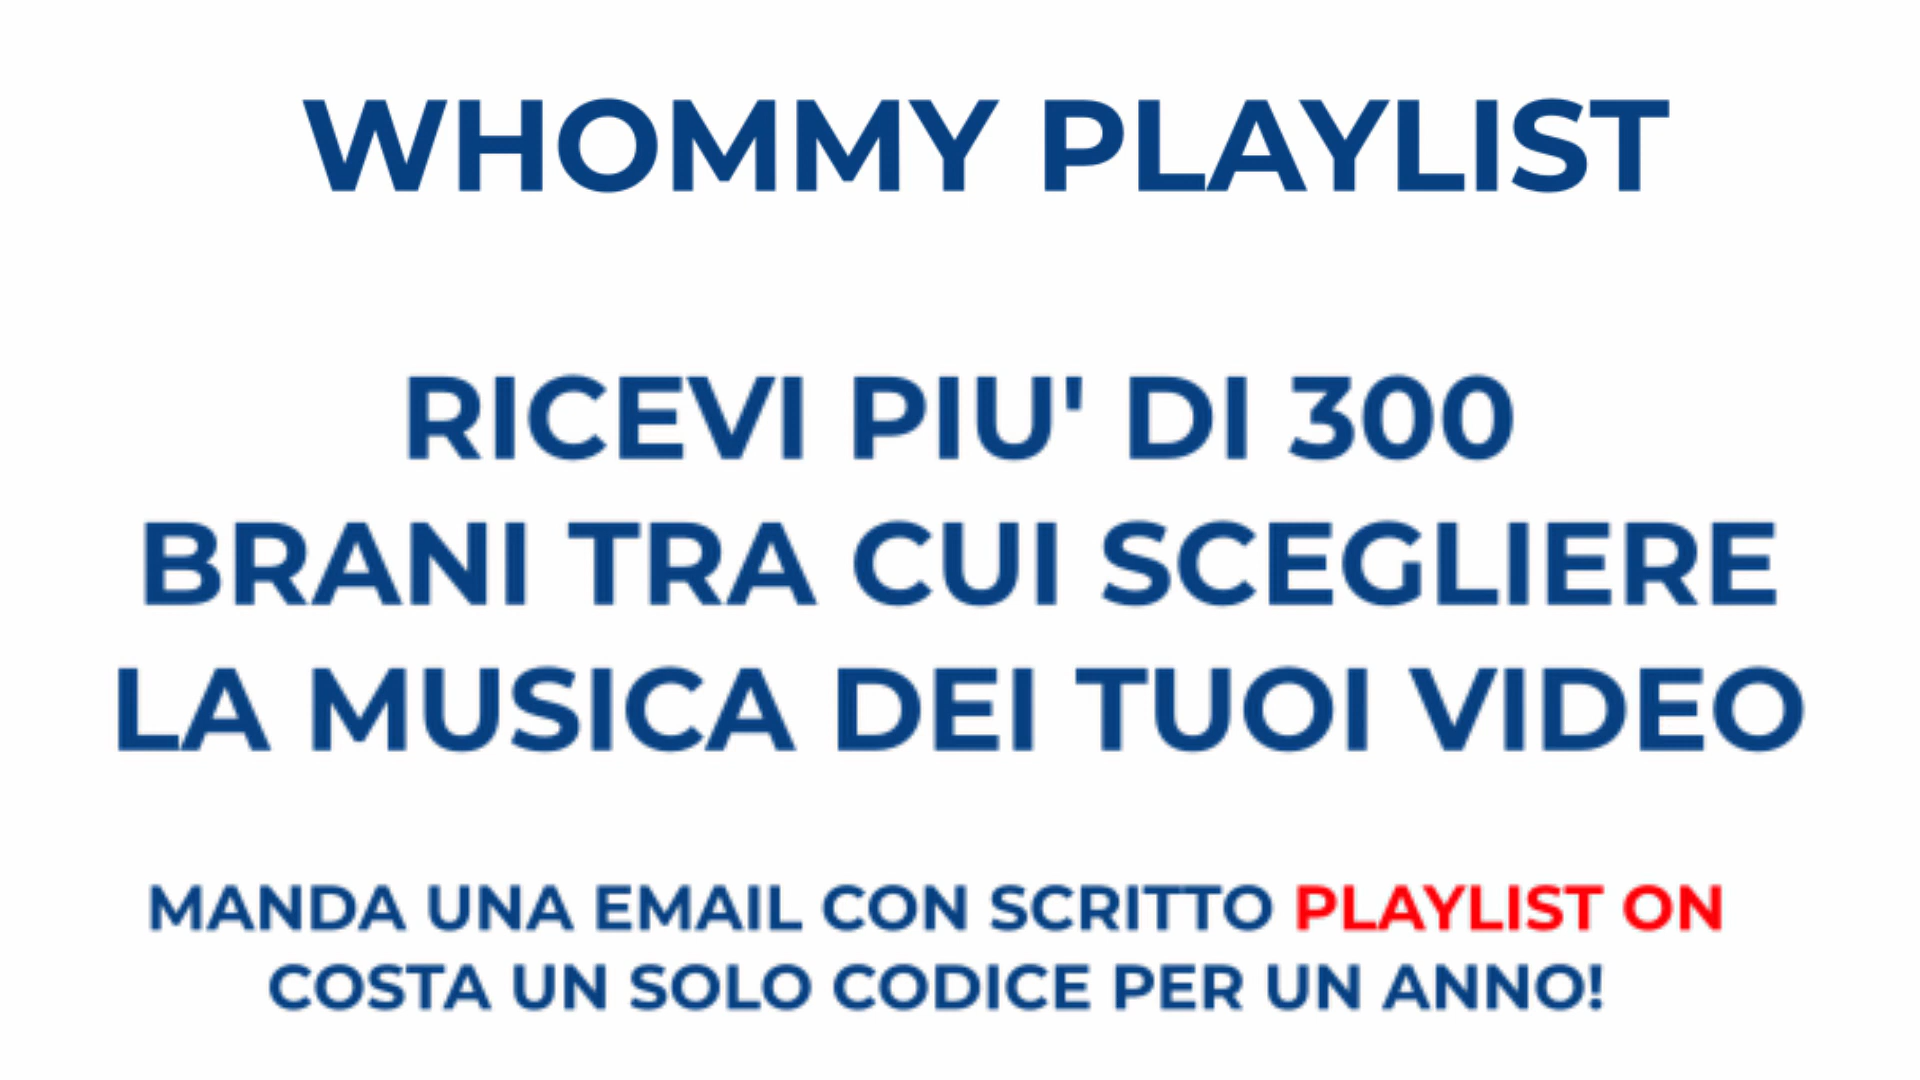 WHOMMY PLAYLIST
RICEVI PIU' DI 300
BRANI TRA CUI SCEGLIERE
LA MUSICA DEI TUOI VIDEO
MANDA UNA EMAIL CON SCRITTO PLAYLIST ON
COSTA UN SOLO CODICE PER UN ANNO!